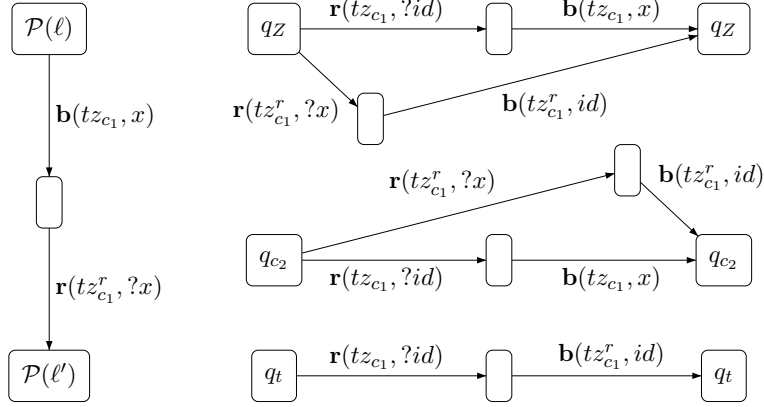 𝒫(ℓ)
b(tz_{c_1}, x)
r(tz^r_{c_1}, ?x)
𝒫(ℓ′)
q_Z r(tz_{c_1}, ?id) b(tz_{c_1}, x) q_Z
r(tz^r_{c_1}, ?x) b(tz^r_{c_1}, id)
r(tz^r_{c_1}, ?x) b(tz^r_{c_1}, id)
q_{c_2} r(tz_{c_1}, ?id) b(tz_{c_1}, x) q_{c_2}
q_t r(tz_{c_1}, ?id) b(tz^r_{c_1}, id) q_t